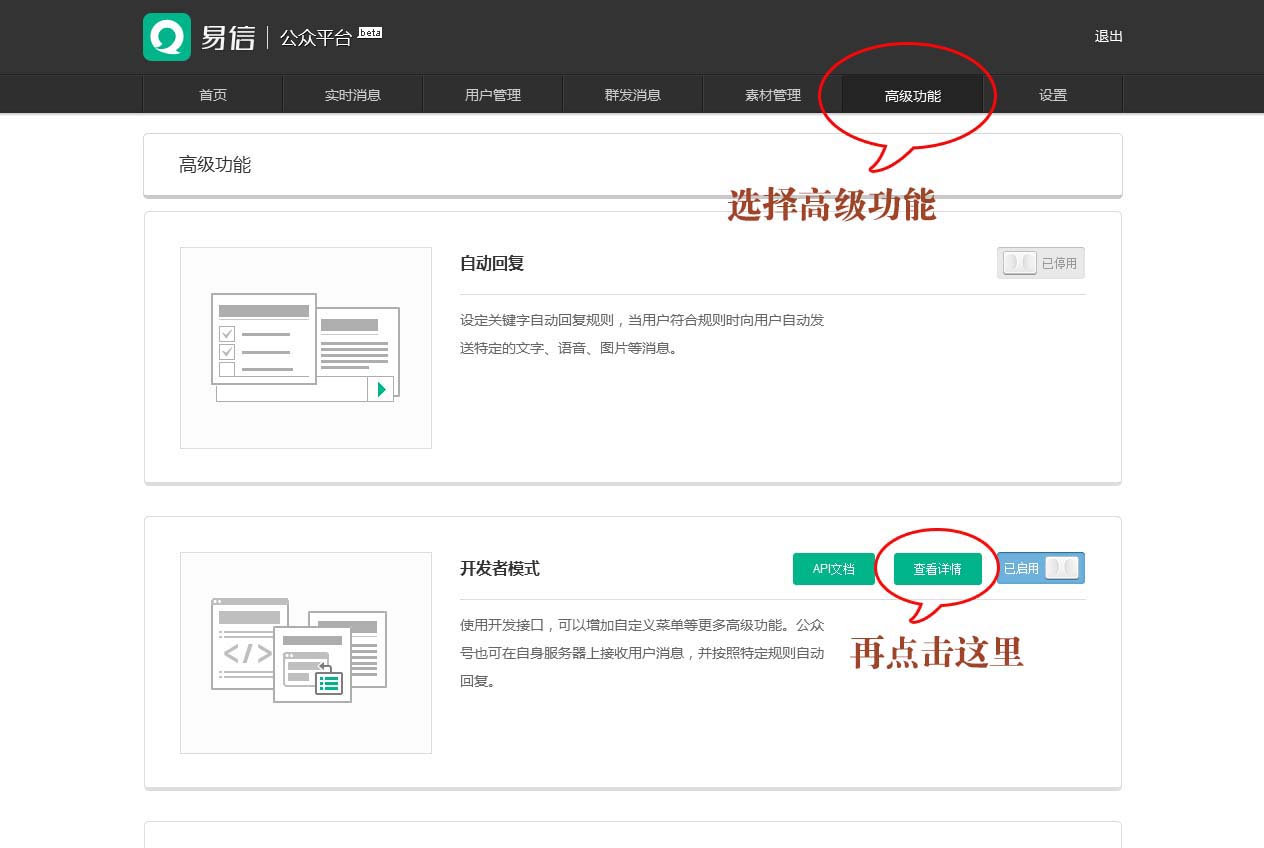 易信 公众平台 beta
退出
首页 实时消息 用户管理 群发消息 素材管理 高级功能 设置
高级功能
选择高级功能
自动回复
已停用
设定关键字自动回复规则，当用户符合规则时向用户自动发
送特定的文字、语音、图片等消息。
开发者模式
API文档 查看详情 已启用
使用开发接口，可以增加自定义菜单等更多高级功能。公众
号也可在自身服务器上接收用户消息，并按照特定规则自动
回复。
再点击这里